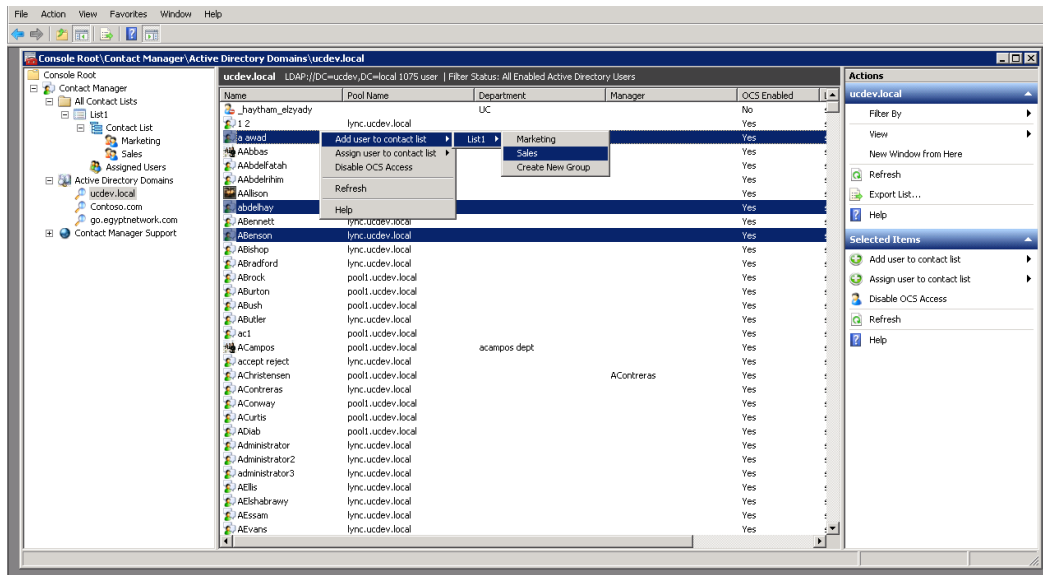 File Action View Favorites Window Help
Console Root\Contact Manager\Active Directory Domains\ucdev.local
Console Root
Contact Manager
All Contact Lists
List1
Contact List
Marketing
Sales
Assigned Users
Active Directory Domains
ucdev.local
Contoso.com
go.egyptnetwork.com
Contact Manager Support
ucdev.local LDAP://DC=ucdev,DC=local 1075 user | Filter Status: All Enabled Active Directory Users
Name Pool Name Department Manager OCS Enabled
_haytham_elzyady UC No
1 2 lync.ucdev.local Yes
a awad Yes
AAbbas Yes
AAbdelfatah Yes
AAbdelrihim Yes
AAllison Yes
abdelhay Yes
ABennett lync.ucdev.local Yes
ABenson lync.ucdev.local Yes
ABishop lync.ucdev.local Yes
ABradford lync.ucdev.local Yes
ABrock pool1.ucdev.local Yes
ABurton pool1.ucdev.local Yes
ABush pool1.ucdev.local Yes
AButler lync.ucdev.local Yes
ac1 pool1.ucdev.local Yes
ACampos pool1.ucdev.local acampos dept Yes
accept reject lync.ucdev.local Yes
AChristensen pool1.ucdev.local AContreras Yes
AContreras lync.ucdev.local Yes
AConway pool1.ucdev.local Yes
ACurtis pool1.ucdev.local Yes
ADiab pool1.ucdev.local Yes
Administrator lync.ucdev.local Yes
Administrator2 lync.ucdev.local Yes
administrator3 lync.ucdev.local Yes
AEllis lync.ucdev.local Yes
AElshabrawy lync.ucdev.local Yes
AEssam lync.ucdev.local Yes
AEvans lync.ucdev.local Yes
Add user to contact list
Assign user to contact list
Disable OCS Access
Refresh
Help
List1
Marketing
Sales
Create New Group
Actions
ucdev.local
Filter By
View
New Window from Here
Refresh
Export List...
Help
Selected Items
Add user to contact list
Assign user to contact list
Disable OCS Access
Refresh
Help